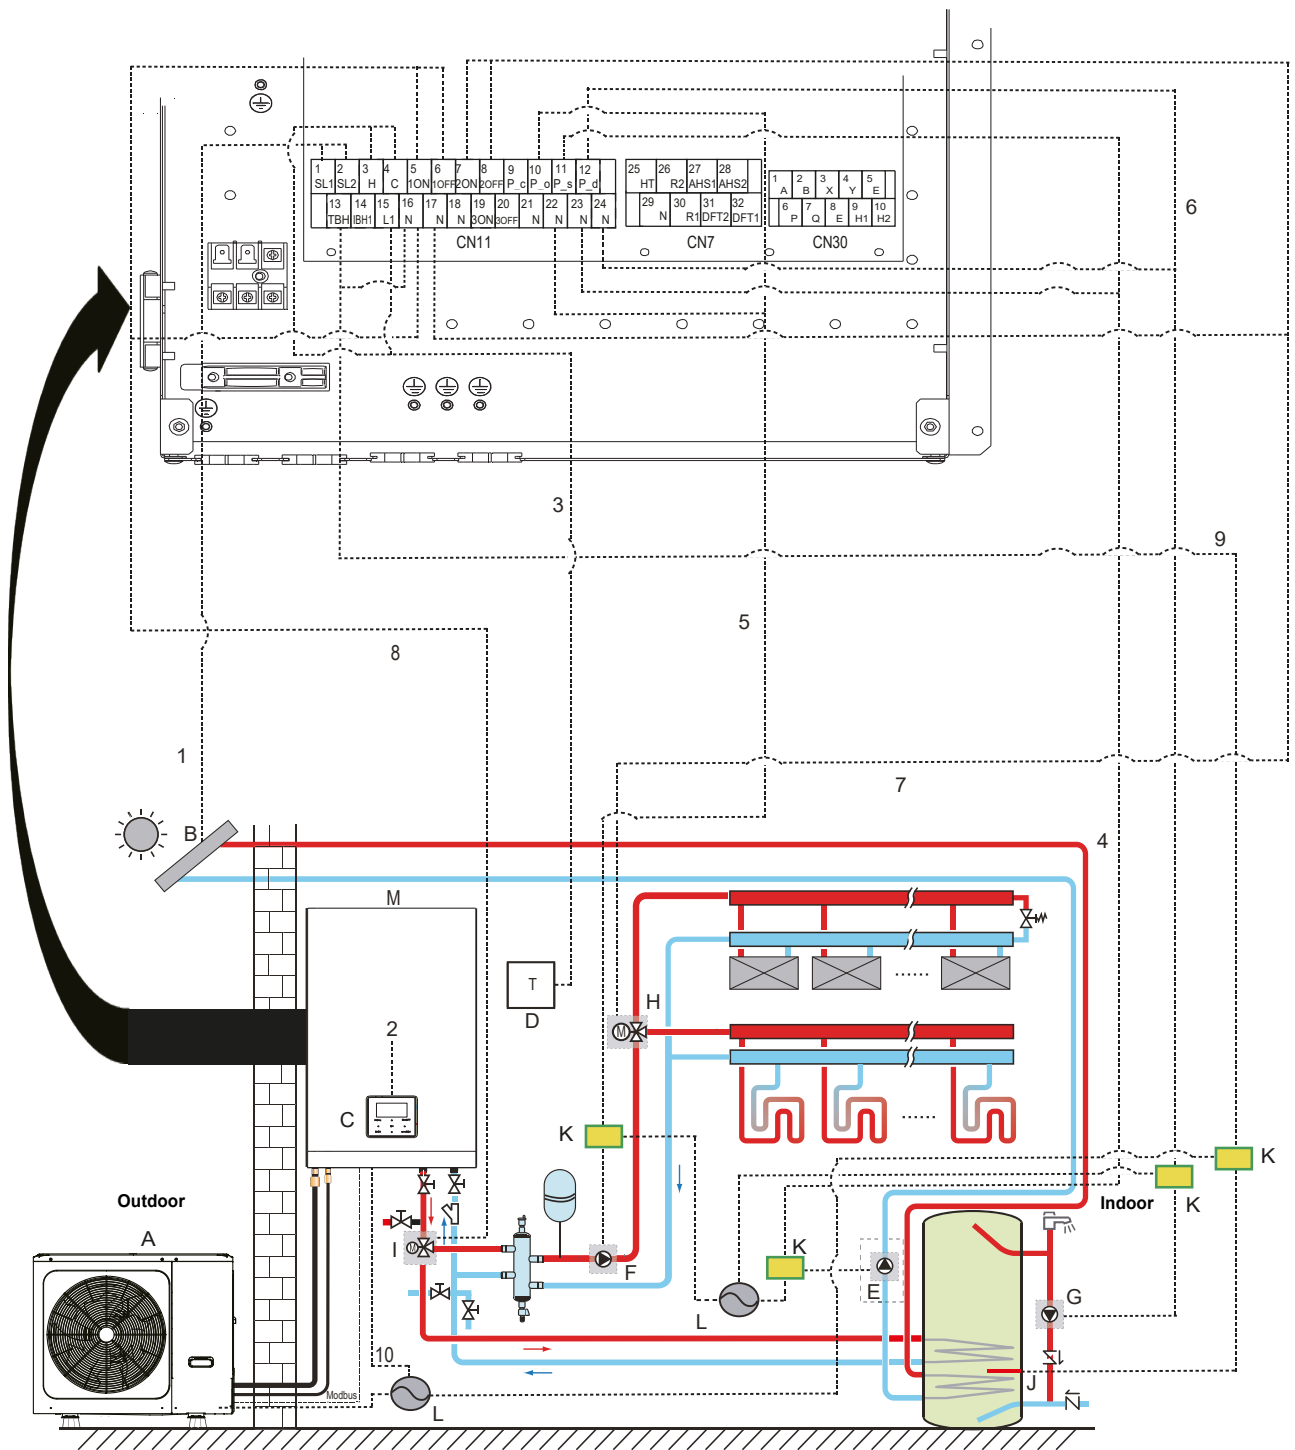 1 2 3 4 5 6 7 8 9 10 11 12
SL1 SL2 H C 1ON 1OFF 2ON 2OFF P_c P_o P_s P_d
13 14 15 16 17 18 19 20 21 22 23 24
TBH IBH1 L1 N N N 3ON 3OFF N N N N
CN11
25 26 27 28
HT R2 AHS1 AHS2
29 30 31 32
N R1 DFT2 DFT1
CN7
1 2 3 4 5
A B X Y E
6 7 8 9 10
P Q E H1 H2
CN30
6
3
9
5
8
1
7
B
4
M
T
D
H
M
2
C
K
K
K
Outdoor
Indoor
A
I
M
F
K
E
G
L
10
J
Modbus
L